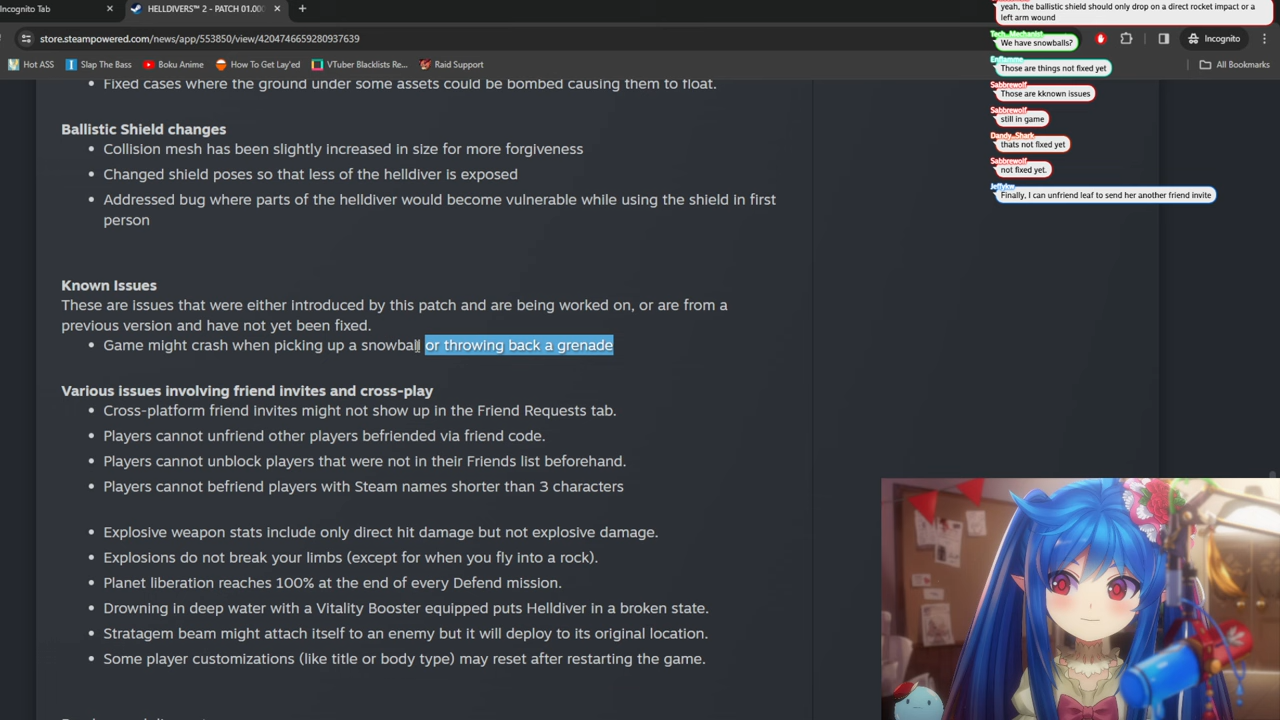 Incognito Tab
HELLDIVERS™ 2 - PATCH 01.00
store.steampowered.com/news/app/553850/view/4204746689280937639
Incognito
Hot ASS
Slap The Bass
Boku Anime
How To Get lay'ed
VTuber Blacklists Re...
Raid Support
All Bookmarks
Fixed cases where the ground under some assets could be bombed causing them to float.
Ballistic Shield changes
• Collision mesh has been slightly increased in size for more forgiveness
• Changed shield poses so that less of the helldiver is exposed
• Addressed bug where parts of the helldiver would become vulnerable while using the shield in first
person
Known Issues
These are issues that were either introduced by this patch and are being worked on, or are from a
previous version and have not yet been fixed.
• Game might crash when picking up a snowball or throwing back a grenade
Various issues involving friend invites and cross-play
• Cross-platform friend invites might not show up in the Friend Requests tab.
• Players cannot unfriend other players befriended via friend code.
• Players cannot unblock players that were not in their Friends list beforehand.
• Players cannot befriend players with Steam names shorter than 3 characters
• Explosive weapon stats include only direct hit damage but not explosive damage.
• Explosions do not break your limbs (except for when you fly into a rock).
• Planet liberation reaches 100% at the end of every Defend mission.
• Drowning in deep water with a Vitality Booster equipped puts Helldiver in a broken state.
• Stratagem beam might attach itself to an enemy but it will deploy to its original location.
• Some player customizations (like title or body type) may reset after restarting the game.
yeah, the ballistic shield should only drop on a direct rocket impact or a
left arm wound
Tech_Mechanist
We have snowballs?
Those are things not fixed yet
Sabbrewolf
Those are kknown issues
Sabbrewolf
still in game
Dandy_Shark
thats not fixed yet
Sabbrewolf
not fixed yet.
Jeffykw
Finally, I can unfriend leaf to send her another friend invite